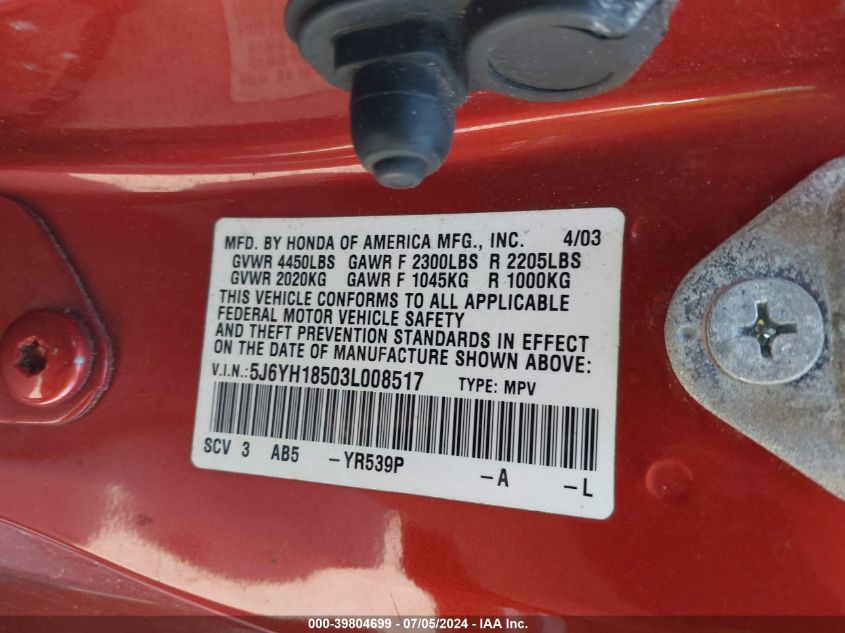 MFD. BY HONDA OF AMERICA MFG., INC. 4/03
GVWR 4450LBS GAWR F 2300LBS R 2205LBS
GVWR 2020KG GAWR F 1045KG R 1000KG
THIS VEHICLE CONFORMS TO ALL APPLICABLE
FEDERAL MOTOR VEHICLE SAFETY
AND THEFT PREVENTION STANDARDS IN EFFECT
ON THE DATE OF MANUFACTURE SHOWN ABOVE:
V.I.N.: 5J6YH18503L008517 TYPE: MPV
SCV 3 AB5 -YR539P -A -L
000-39804699 - 07/05/2024 - IAA Inc.